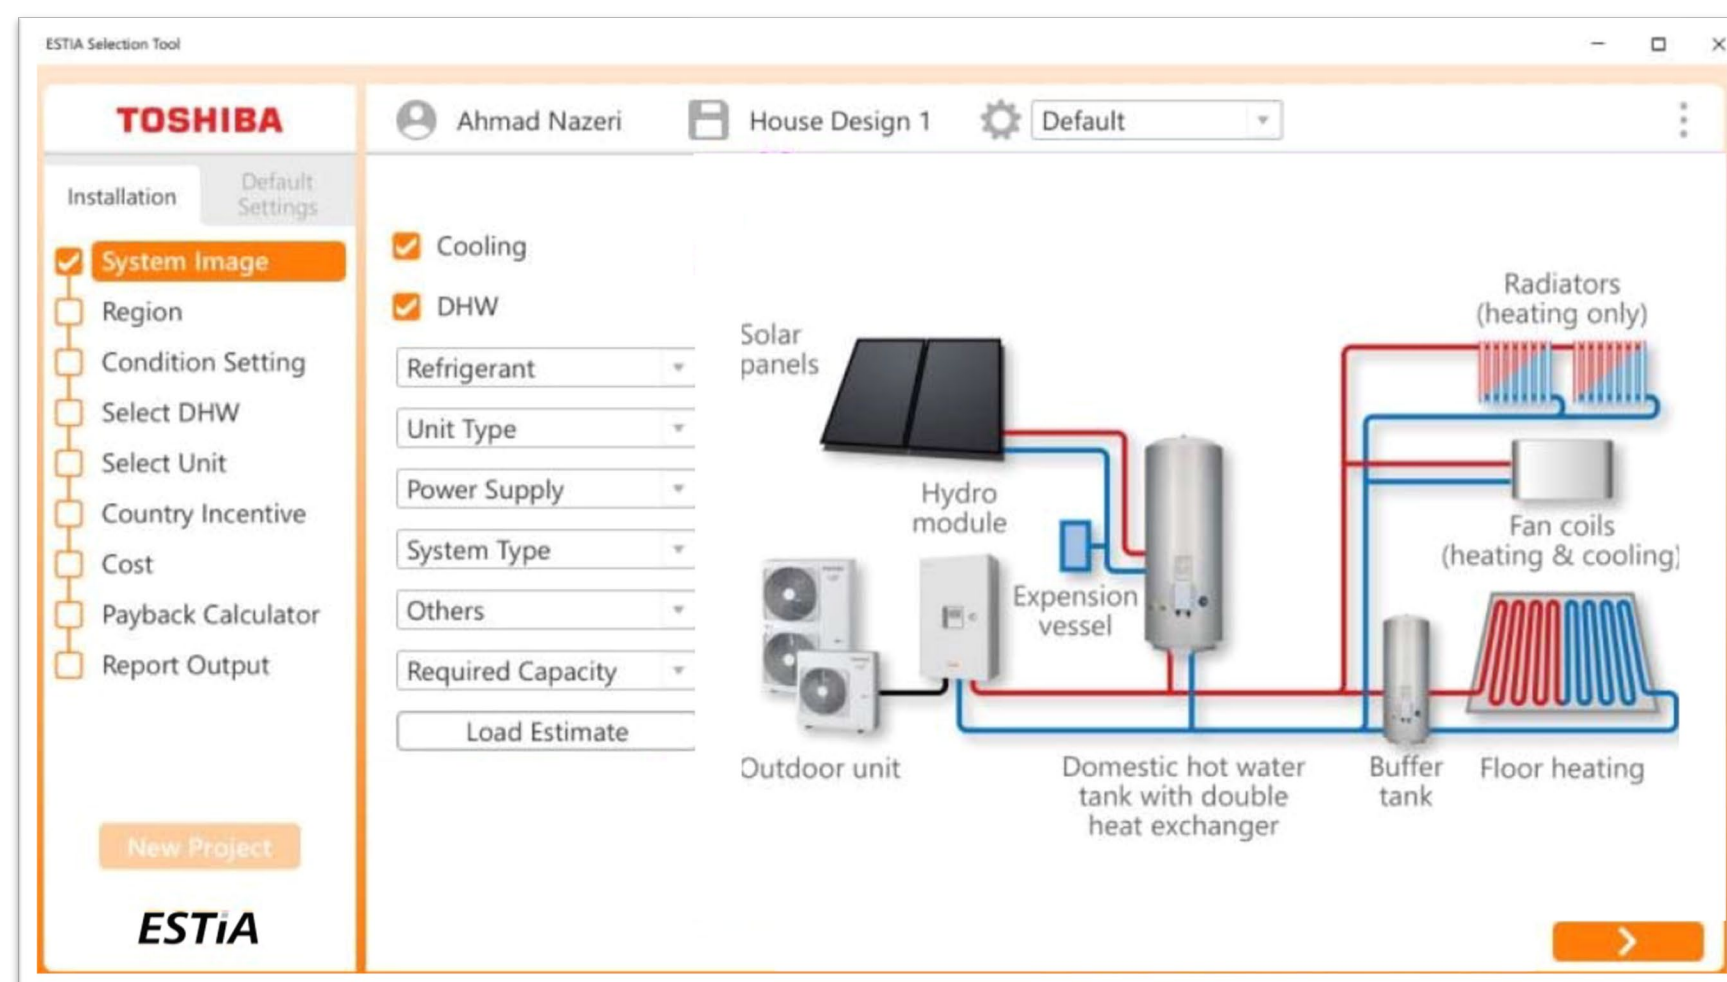 ESTIA Selection Tool
TOSHIBA
Ahmad Nazeri
House Design 1
Default
Installation
Default
Settings
System Image
Region
Condition Setting
Select DHW
Select Unit
Country Incentive
Cost
Payback Calculator
Report Output
New Project
ESTiA
Cooling
DHW
Refrigerant
Unit Type
Power Supply
System Type
Others
Required Capacity
Load Estimate
Solar
panels
Hydro
module
Expension
vessel
Outdoor unit
Domestic hot water
tank with double
heat exchanger
Radiators
(heating only)
Fan coils
(heating & cooling)
Buffer
tank
Floor heating